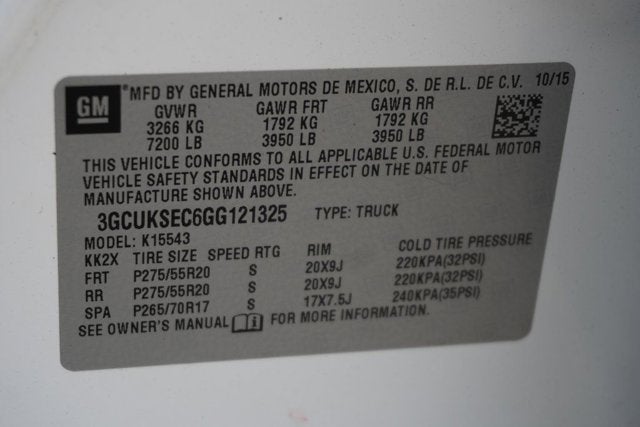 GM ®MFD BY GENERAL MOTORS DE MEXICO, S. DE R.L. DE C.V. 10/15
GVWR GAWR FRT GAWR RR
3266 KG 1792 KG 1792 KG
7200 LB 3950 LB 3950 LB
THIS VEHICLE CONFORMS TO ALL APPLICABLE U.S. FEDERAL MOTOR
VEHICLE SAFETY STANDARDS IN EFFECT ON THE DATE OF
MANUFACTURE SHOWN ABOVE.
3GCUKSEC6GG121325 TYPE: TRUCK
MODEL: K15543
KK2X TIRE SIZE SPEED RTG RIM COLD TIRE PRESSURE
FRT P275/55R20 S 20X9J 220KPA(32PSI)
RR P275/55R20 S 20X9J 220KPA(32PSI)
SPA P265/70R17 S 17X7.5J 240KPA(35PSI)
SEE OWNER'S MANUAL FOR MORE INFORMATION.